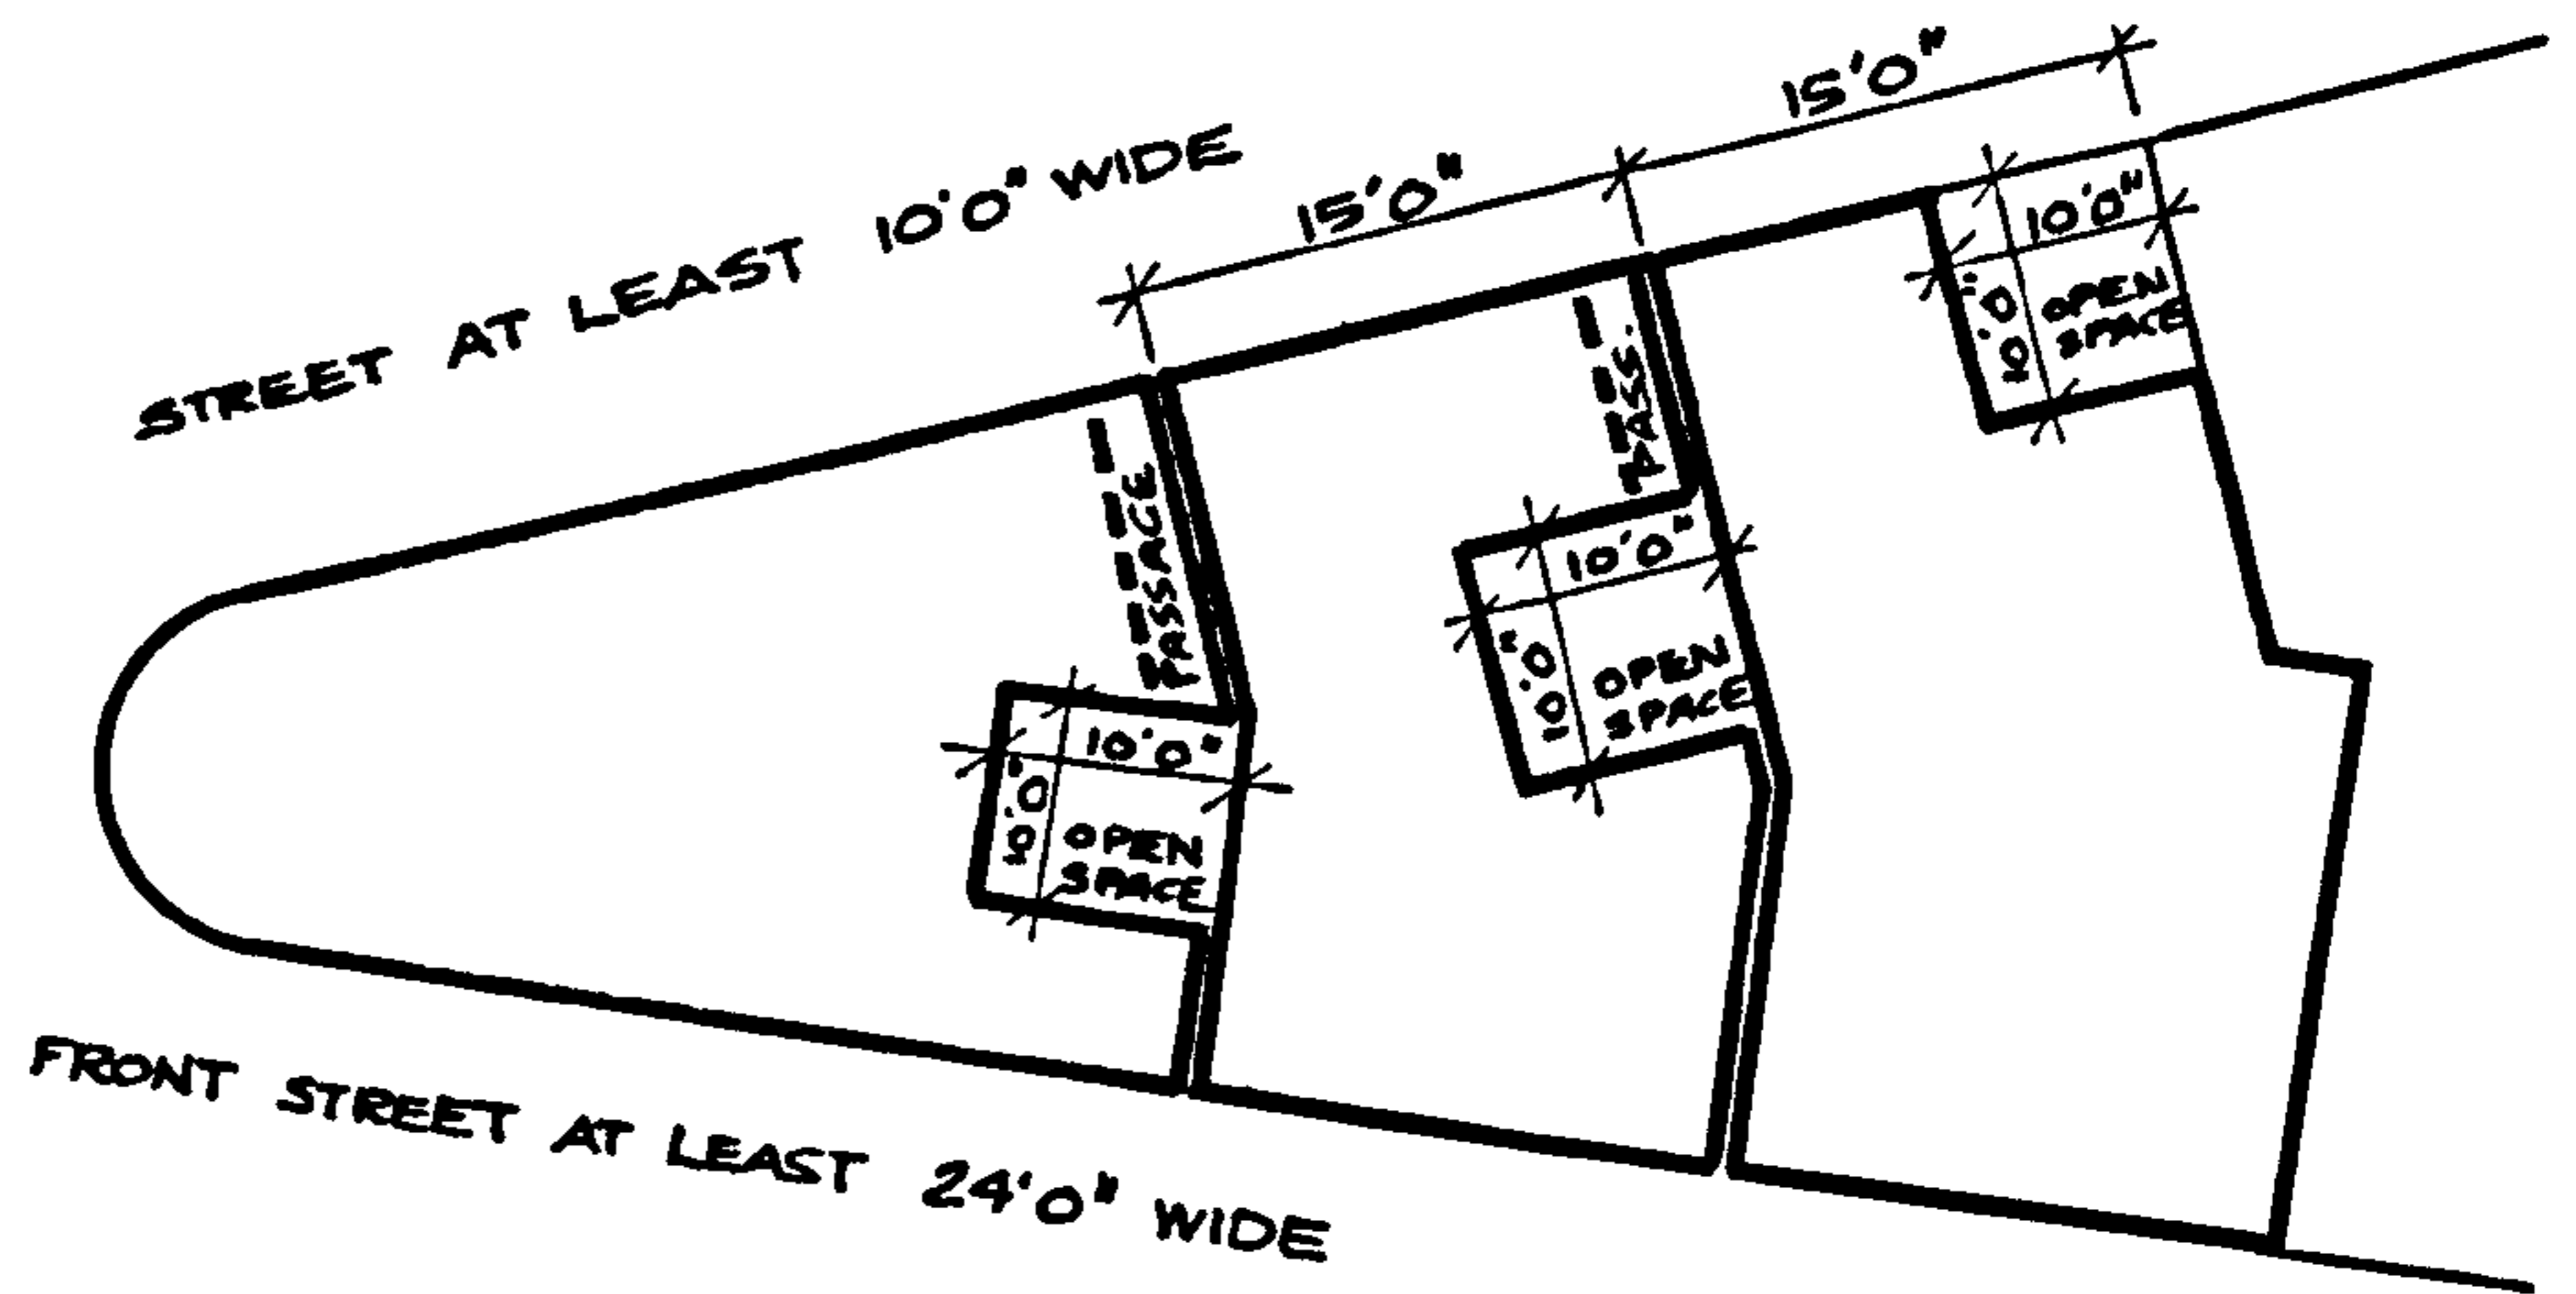 STREET AT LEAST 10'0" WIDE
15'0"
15'0"
10'0"
10'0"
OPEN
SPACE
PASS.
10'0"
10'0"
OPEN
SPACE
PASSAGE
10'0"
10'0"
OPEN
SPACE
FRONT STREET AT LEAST 24'0" WIDE